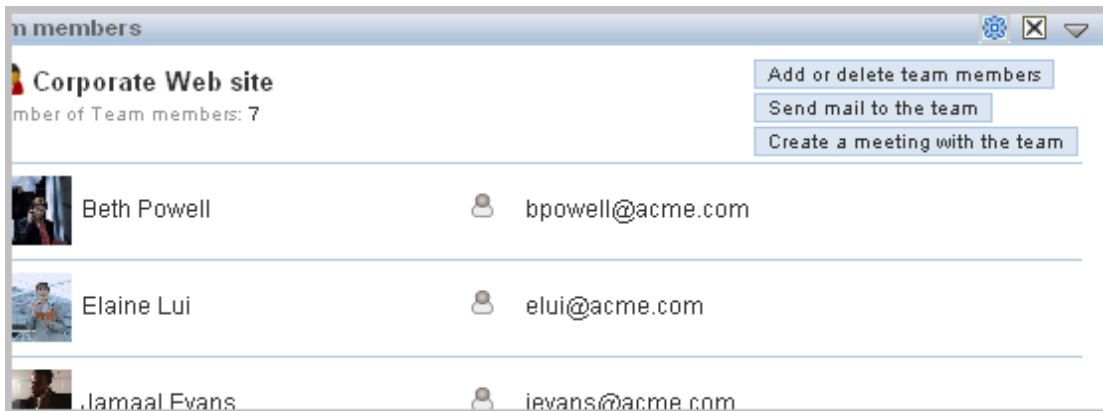 m members
Corporate Web site
mber of Team members: 7
Add or delete team members
Send mail to the team
Create a meeting with the team
Beth Powell bpowell@acme.com
Elaine Lui elui@acme.com
Jamaal Evans jevans@acme.com